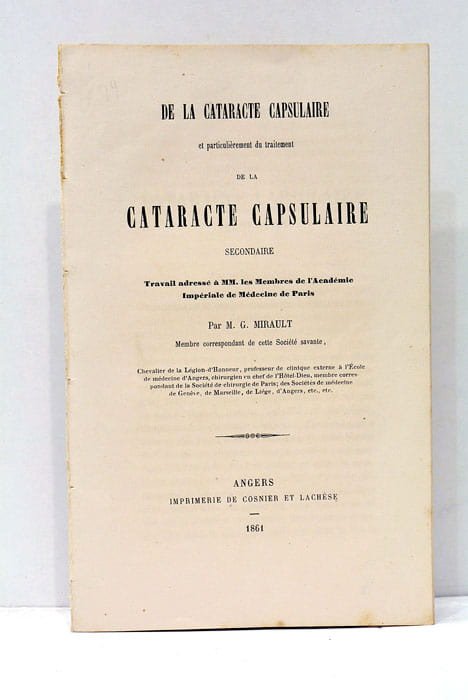 DE LA CATARACTE CAPSULAIRE
et particulièrement du traitement
DE LA
CATARACTE CAPSULAIRE
SECONDAIRE
Travail adressé à MM. les Membres de l'Académie
Impériale de Médecine de Paris
Par M. G. MIRAULT
Membre correspondant de cette Société savante,
Chevalier de la Légion-d'Honneur, professeur de clinique externe à l'École
de médecine d'Angers, chirurgien en chef de l'Hôtel-Dieu, membre corres-
pondant de la Société de chirurgie de Paris; des Sociétés de médecine
de Genève, de Marseille, de Liége, d'Angers, etc., etc.
ANGERS
IMPRIMERIE DE COSNIER ET LACHÈSE
1861